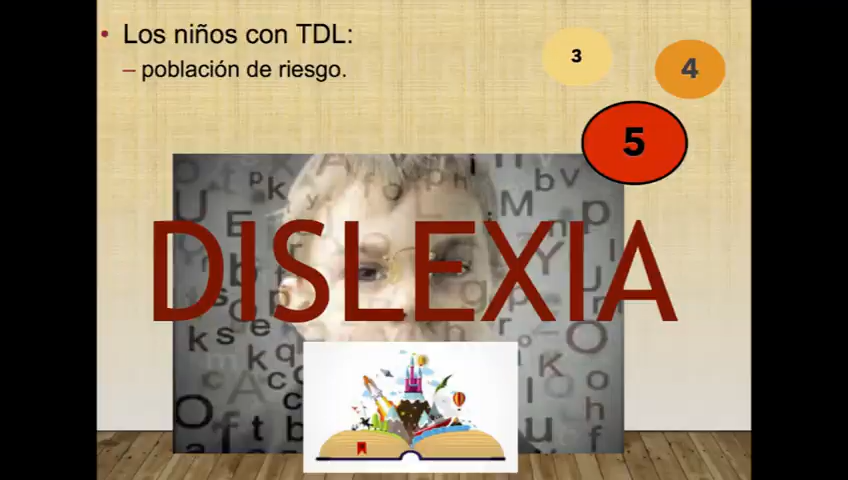 • Los niños con TDL:
– población de riesgo.
3
4
5
DISLEXIA